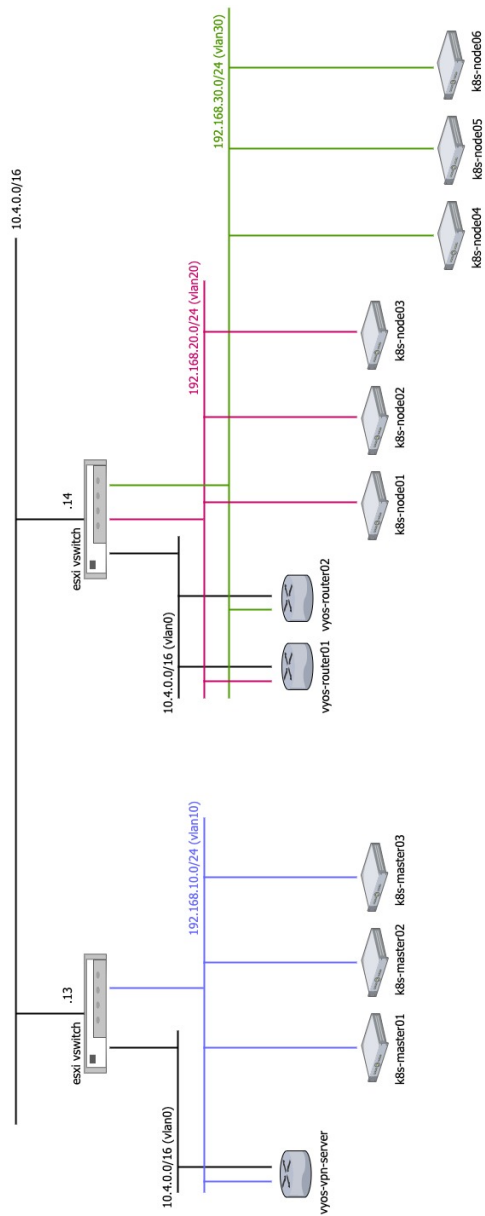 10.4.0.0/16
.13
esxi vswitch
.14
esxi vswitch
10.4.0.0/16 (vlan0)
192.168.10.0/24 (vlan10)
10.4.0.0/16 (vlan0)
192.168.20.0/24 (vlan20)
192.168.30.0/24 (vlan30)
vyos-vpn-server
k8s-master01
k8s-master02
k8s-master03
vyos-router01
vyos-router02
k8s-node01
k8s-node02
k8s-node03
k8s-node04
k8s-node05
k8s-node06